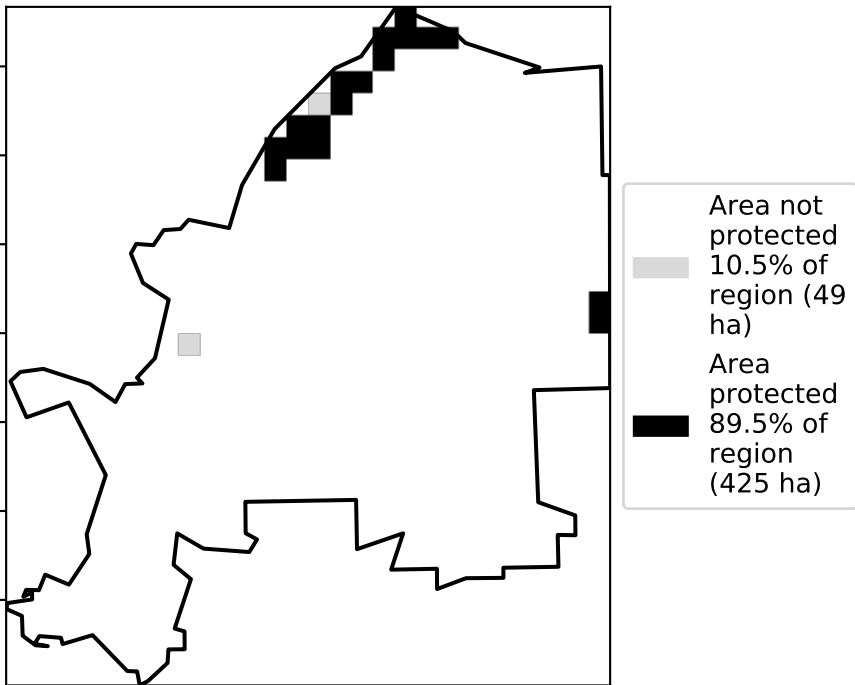 Area not
protected
10.5% of
region (49
ha)
Area
protected
89.5% of
region
(425 ha)